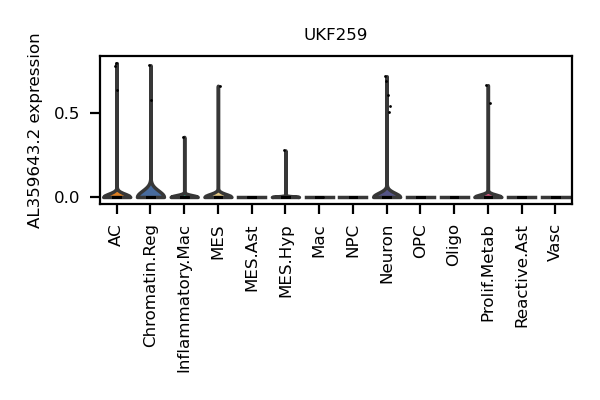 UKF259
AL359643.2 expression
0.5
0.0
AC
Chromatin.Reg
Inflammatory.Mac
MES
MES.Ast
MES.Hyp
Mac
NPC
Neuron
OPC
Oligo
Prolif.Metab
Reactive.Ast
Vasc